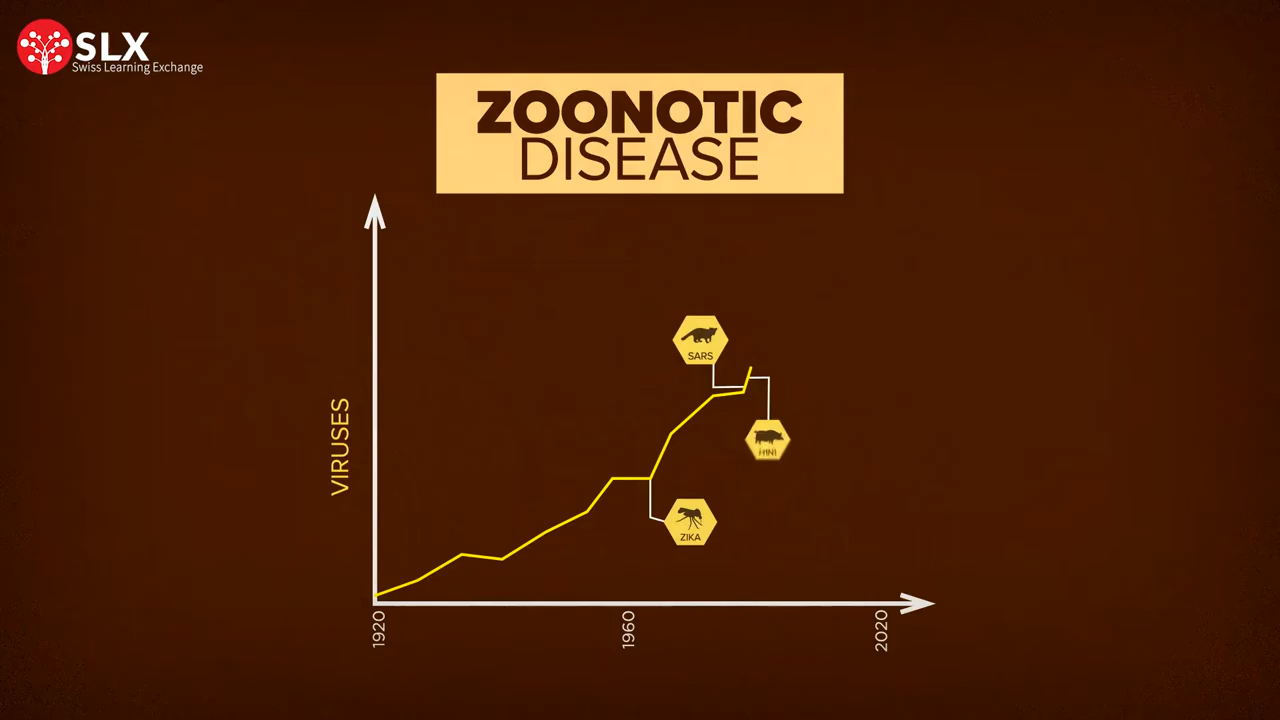 SLX
Swiss Learning Exchange
ZOONOTIC
DISEASE
SARS
H1N1
ZIKA
VIRUSES
1920
1960
2020